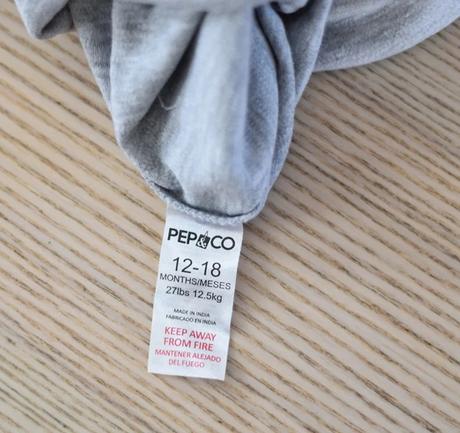 PEP&CO
12-18
MONTHS/MESES
27lbs 12.5kg
MADE IN INDIA
FABRICADO EN INDIA
KEEP AWAY
FROM FIRE
MANTENER ALEJADO
DEL FUEGO